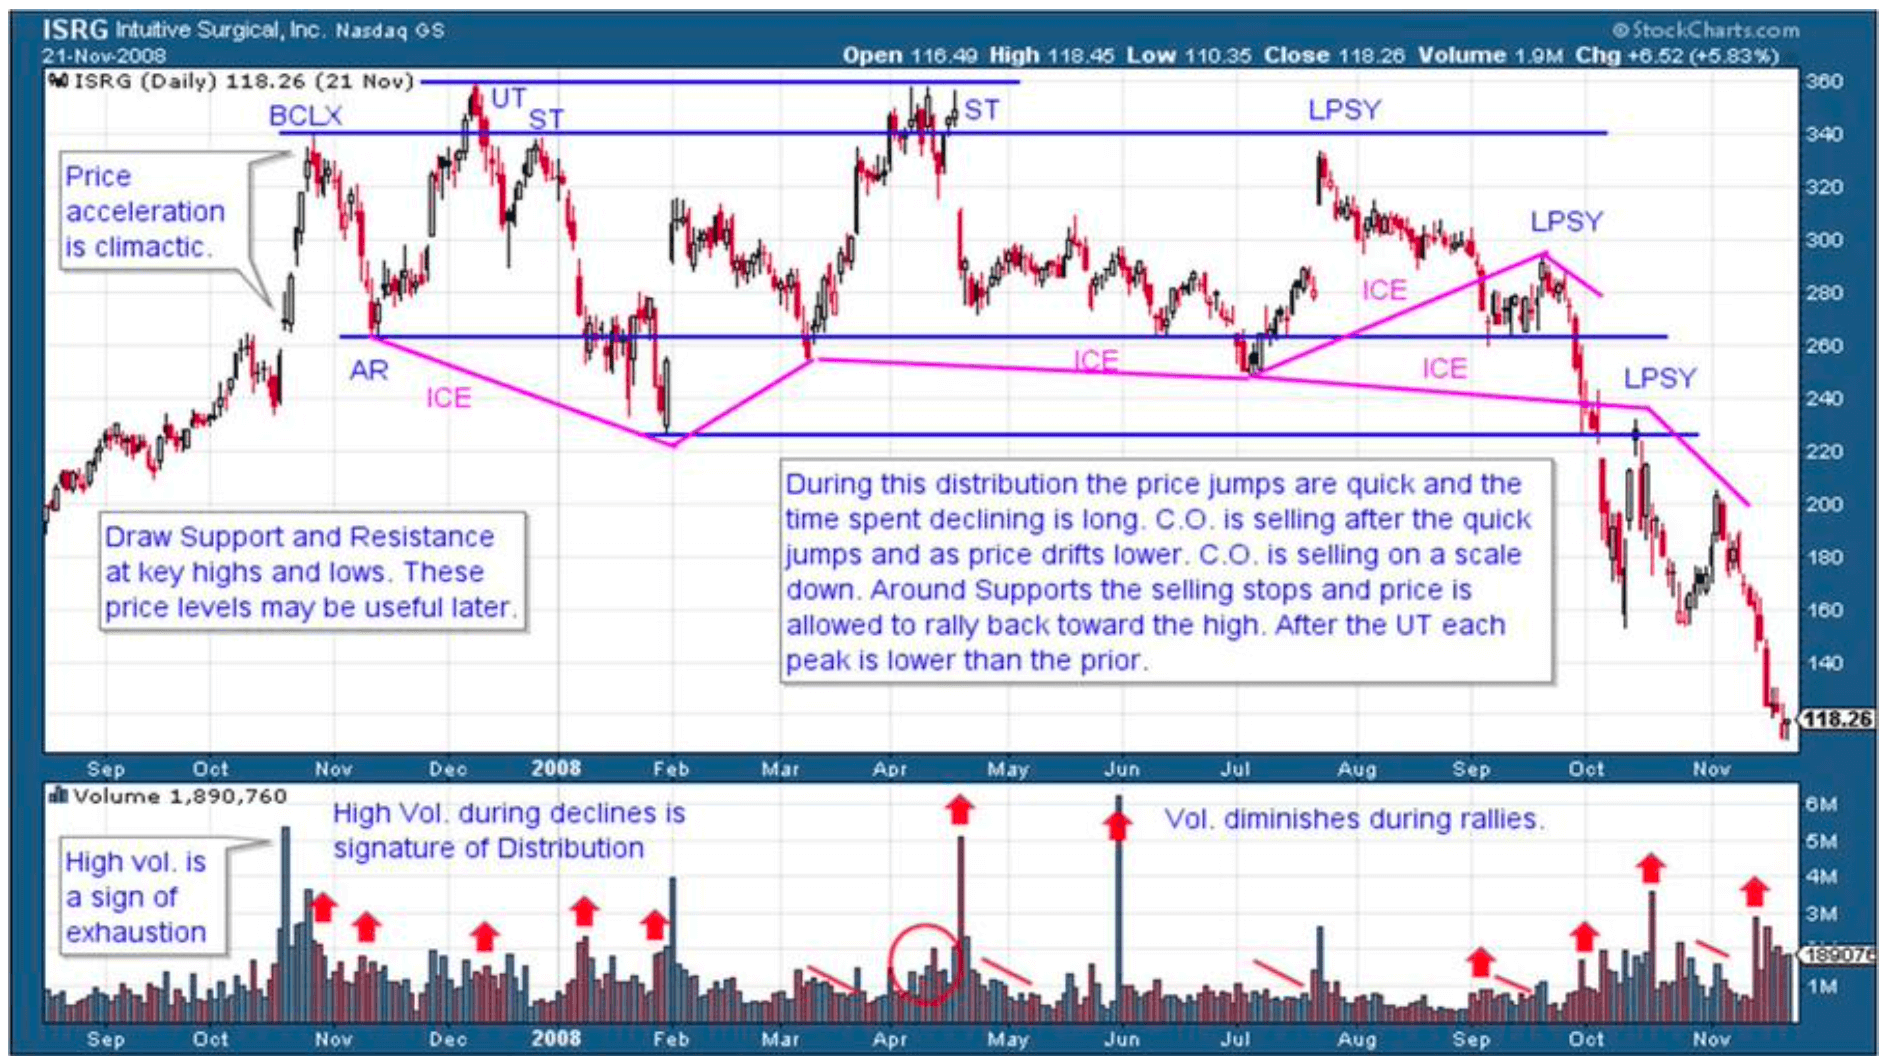 ISRG Intuitive Surgical, Inc. Nasdaq GS
©StockCharts.com
21-Nov-2008
Open 116.49 High 118.45 Low 110.35 Close 118.26 Volume 1.9M Chg +6.52 (+5.83%)
ISRG (Daily) 118.26 (21 Nov)
BCLX
UT
ST
ST
LPSY
LPSY
LPSY
Price
acceleration
is climactic.
AR
ICE
ICE
ICE
ICE
Draw Support and Resistance
at key highs and lows. These
price levels may be useful later.
During this distribution the price jumps are quick and the
time spent declining is long. C.O. is selling after the quick
jumps and as price drifts lower. C.O. is selling on a scale
down. Around Supports the selling stops and price is
allowed to rally back toward the high. After the UT each
peak is lower than the prior.
360
340
320
300
280
260
240
220
200
180
160
140
118.26
Sep Oct Nov Dec 2008 Feb Mar Apr May Jun Jul Aug Sep Oct Nov
Volume 1,890,760
High Vol. during declines is
signature of Distribution
Vol. diminishes during rallies.
High vol. is
a sign of
exhaustion
6M
5M
4M
3M
189076
1M
Sep Oct Nov Dec 2008 Feb Mar Apr May Jun Jul Aug Sep Oct Nov